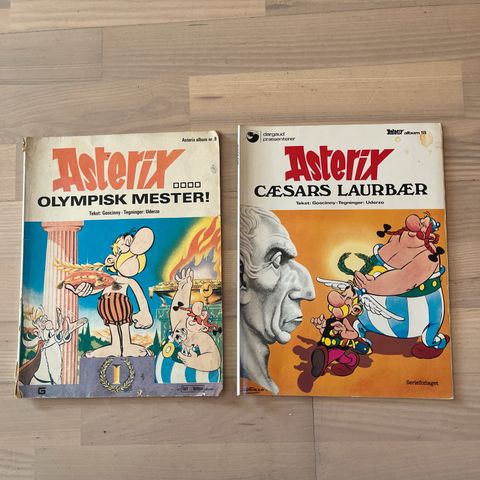 Asterix album nr. 9
Asterix ....
OLYMPISK MESTER!
Tekst: Goscinny · Tegninger: Uderzo
1
G
dargaud
præsenterer
Asterix album 18
Asterix
CÆSARS LAURBÆR
Tekst: Goscinny · Tegninger: Uderzo
Serieforlaget